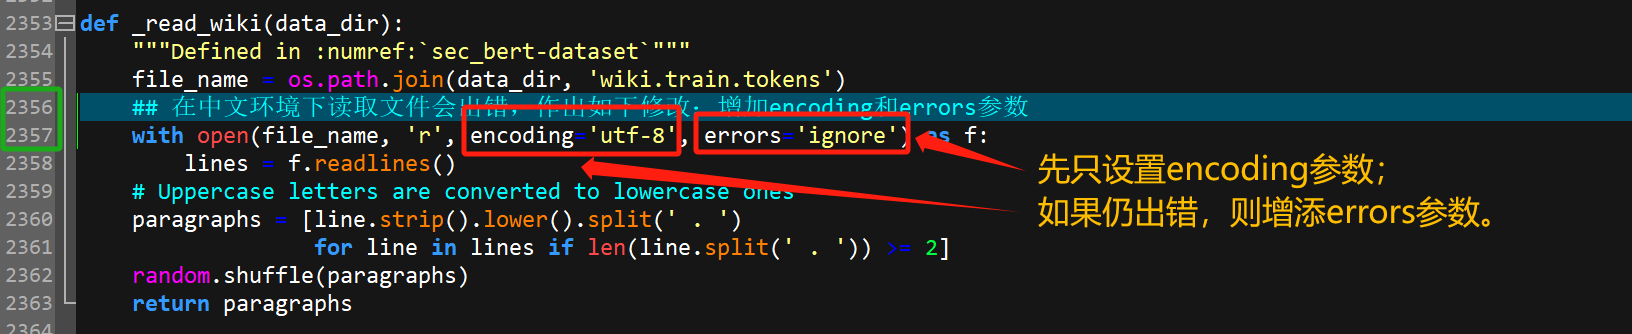 2353 def _read_wiki(data_dir):
2354 """Defined in :numref:`sec_bert-dataset`"""
2355 file_name = os.path.join(data_dir, 'wiki.train.tokens')
2356 ## 在中文环境下读取文件会出错，作出如下修改：增加encoding和errors参数
2357 with open(file_name, 'r', encoding='utf-8', errors='ignore') as f:
2358 lines = f.readlines()
2359 # Uppercase letters are converted to lowercase ones
2360 paragraphs = [line.strip().lower().split(' . ')
2361 for line in lines if len(line.split(' . ')) >= 2]
2362 random.shuffle(paragraphs)
2363 return paragraphs
2364
先只设置encoding参数；
如果仍出错，则增添errors参数。